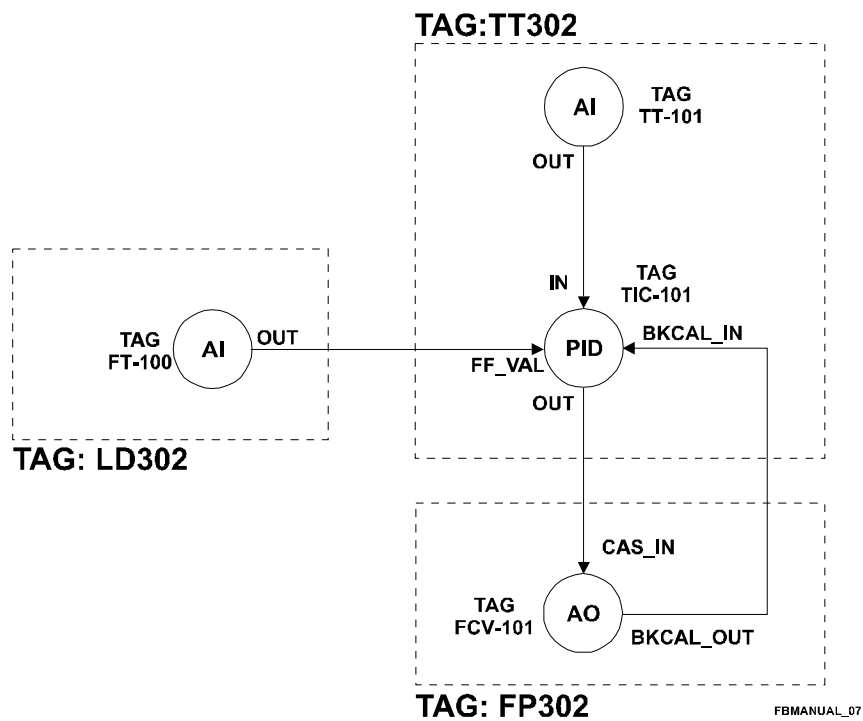 TAG:TT302
AI
TAG
TT-101
OUT
IN
TAG
TIC-101
TAG
FT-100
AI
OUT
FF_VAL
PID
BKCAL_IN
OUT
TAG: LD302
CAS_IN
TAG
FCV-101
AO
BKCAL_OUT
TAG: FP302
FBMANUAL_07